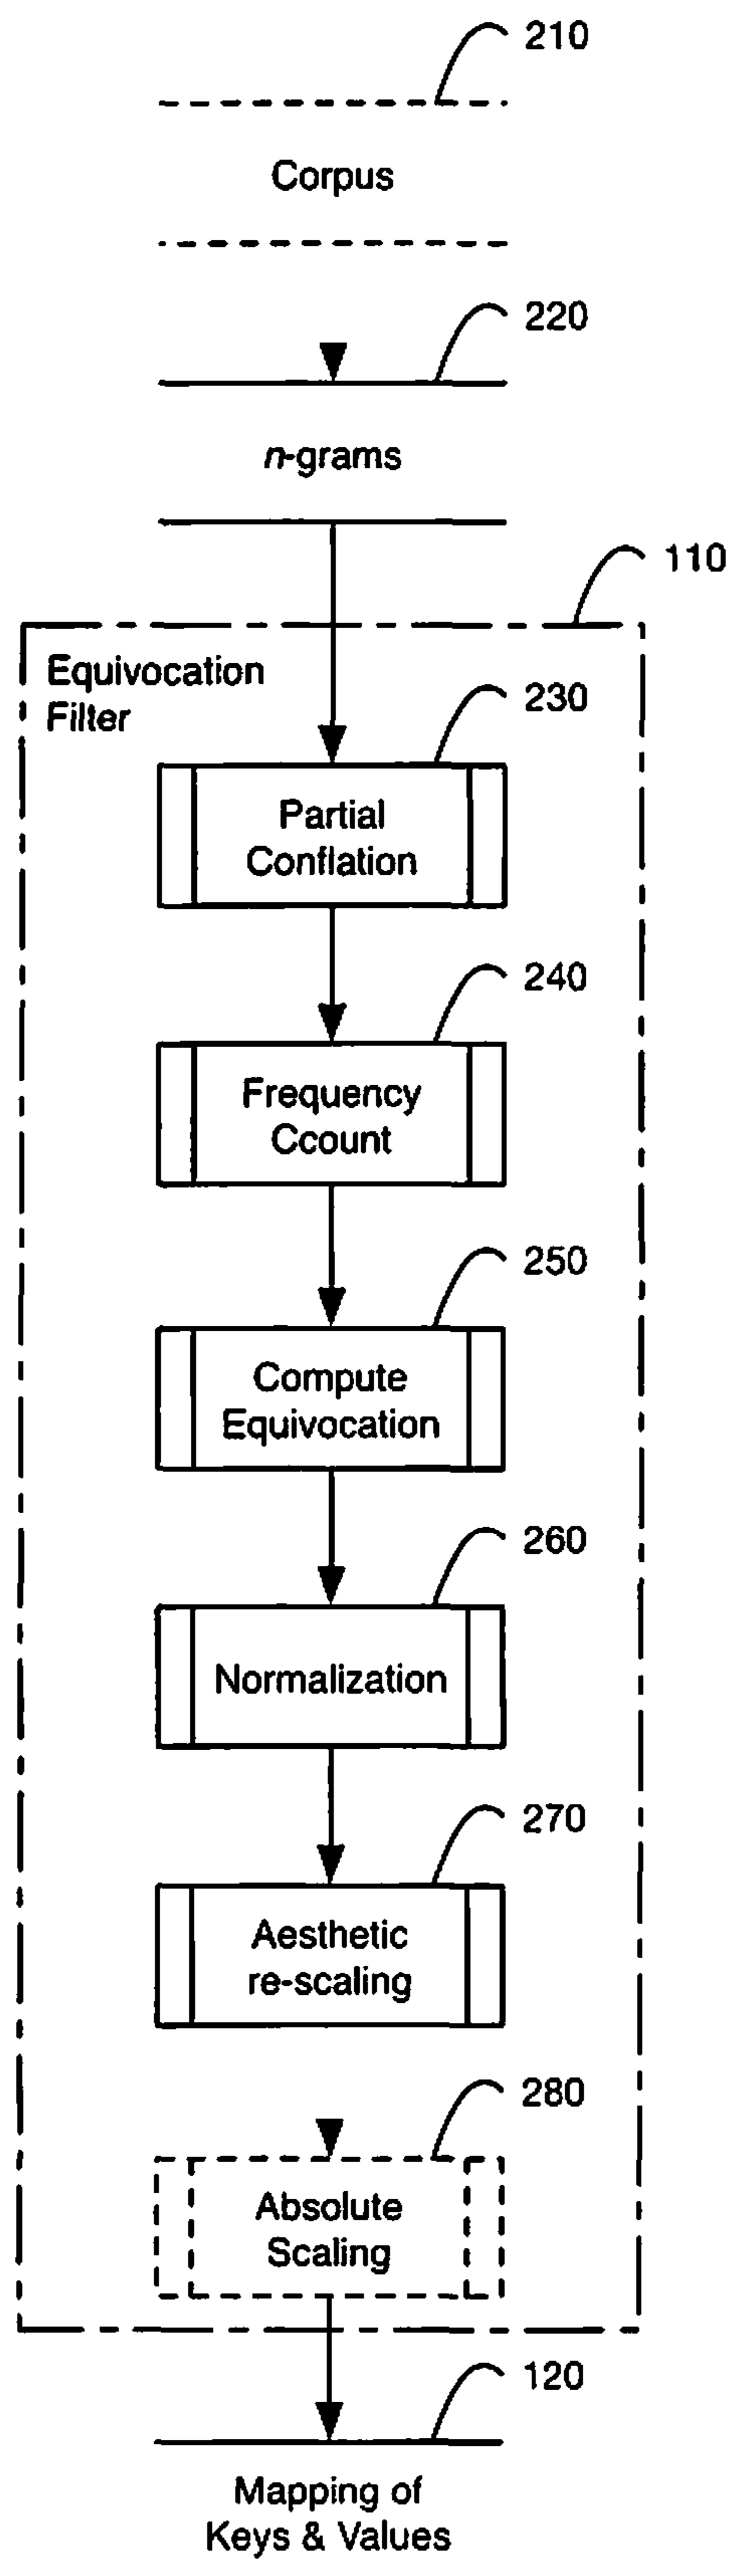 210
Corpus
220
n-grams
110
Equivocation
Filter
230
Partial
Conflation
240
Frequency
Ccount
250
Compute
Equivocation
260
Normalization
270
Aesthetic
re-scaling
280
Absolute
Scaling
120
Mapping of
Keys & Values